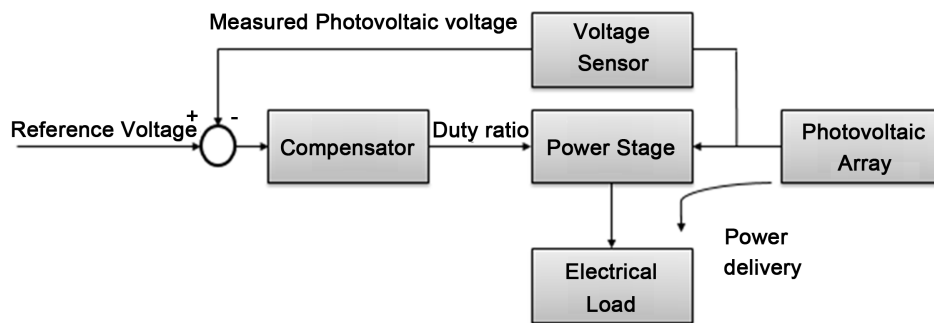 Measured Photovoltaic voltage
Voltage
Sensor
+
-
Reference Voltage
Compensator
Duty ratio
Power Stage
Photovoltaic
Array
Power
delivery
Electrical
Load